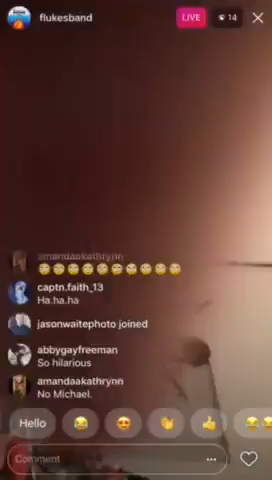 flukesband
LIVE
14
amandaakathrynn
captn.faith_13
Ha.ha.ha
jasonwaitephoto joined
abbygayfreeman
So hilarious
amandaakathrynn
No Michael.
Hello
Comment